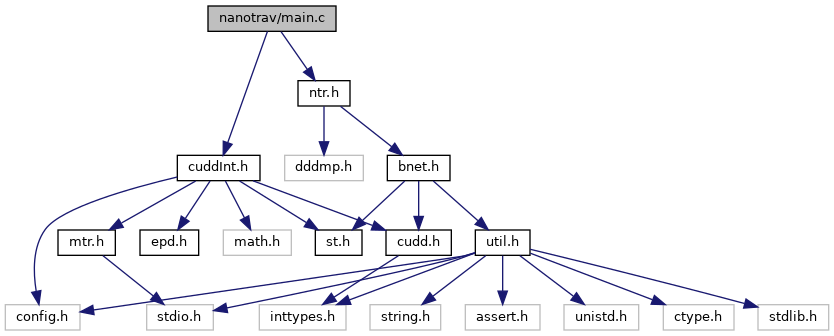 nanotrav/main.c
ntr.h
cuddInt.h
dddmp.h
bnet.h
mtr.h
epd.h
math.h
st.h
cudd.h
util.h
config.h
stdio.h
inttypes.h
string.h
assert.h
unistd.h
ctype.h
stdlib.h